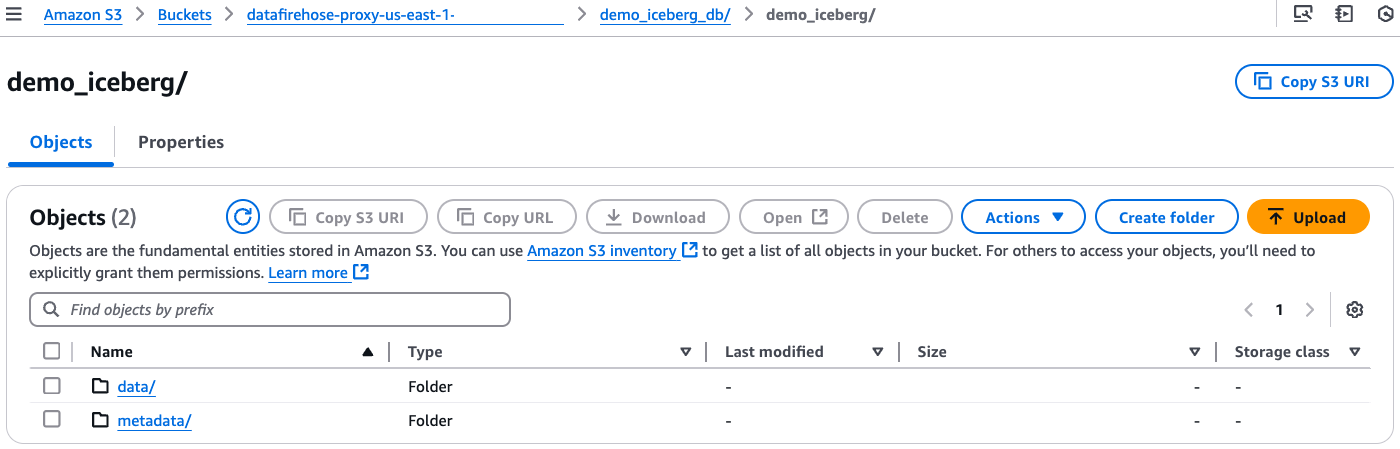 Amazon S3 > Buckets > datafirehose-proxy-us-east-1- > demo_iceberg_db/ > demo_iceberg/
demo_iceberg/
Copy S3 URI
Objects Properties
Objects (2) Copy S3 URI Copy URL Download Open Delete Actions Create folder Upload
Objects are the fundamental entities stored in Amazon S3. You can use Amazon S3 inventory to get a list of all objects in your bucket. For others to access your objects, you'll need to
explicitly grant them permissions. Learn more
Find objects by prefix
1
Name Type Last modified Size Storage class
data/ Folder - - -
metadata/ Folder - - -